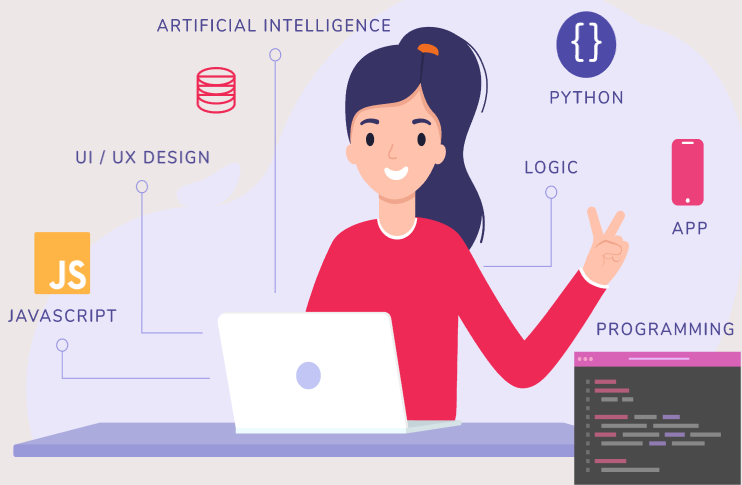 ARTIFICIAL INTELLIGENCE
{}
PYTHON
UI / UX DESIGN
LOGIC
APP
JS
JAVASCRIPT
PROGRAMMING